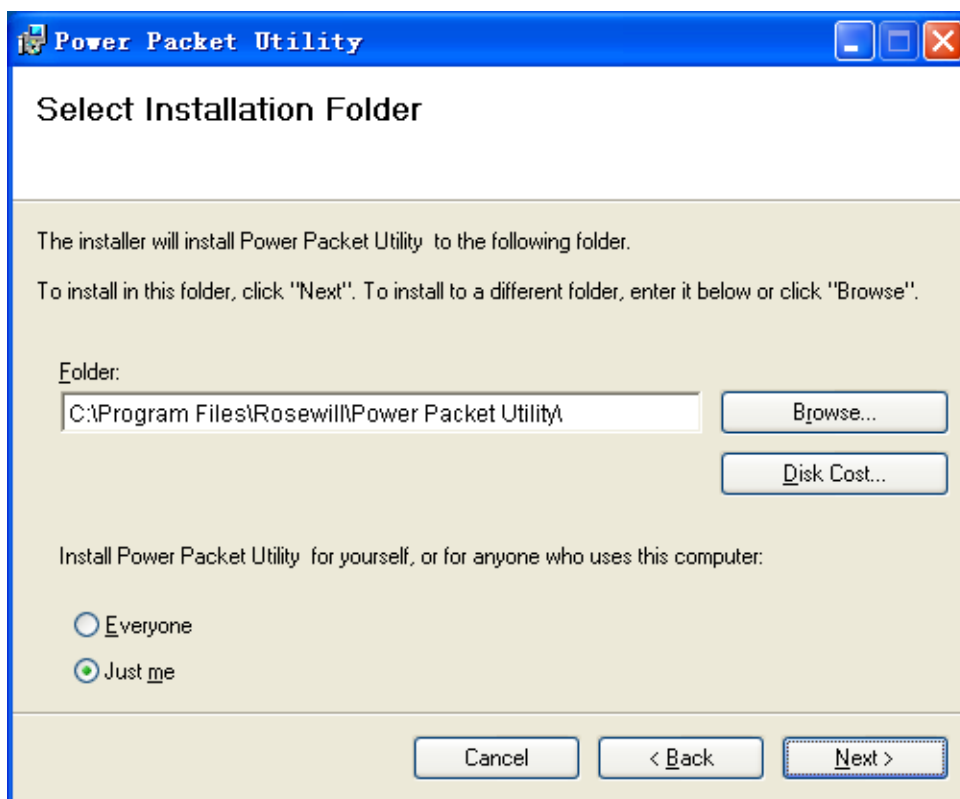 Power Packet Utility
Select Installation Folder
The installer will install Power Packet Utility to the following folder.
To install in this folder, click "Next". To install to a different folder, enter it below or click "Browse".
Folder:
C:\Program Files\Rosewill\Power Packet Utility\
Browse...
Disk Cost...
Install Power Packet Utility for yourself, or for anyone who uses this computer:
Everyone
Just me
Cancel
< Back
Next >